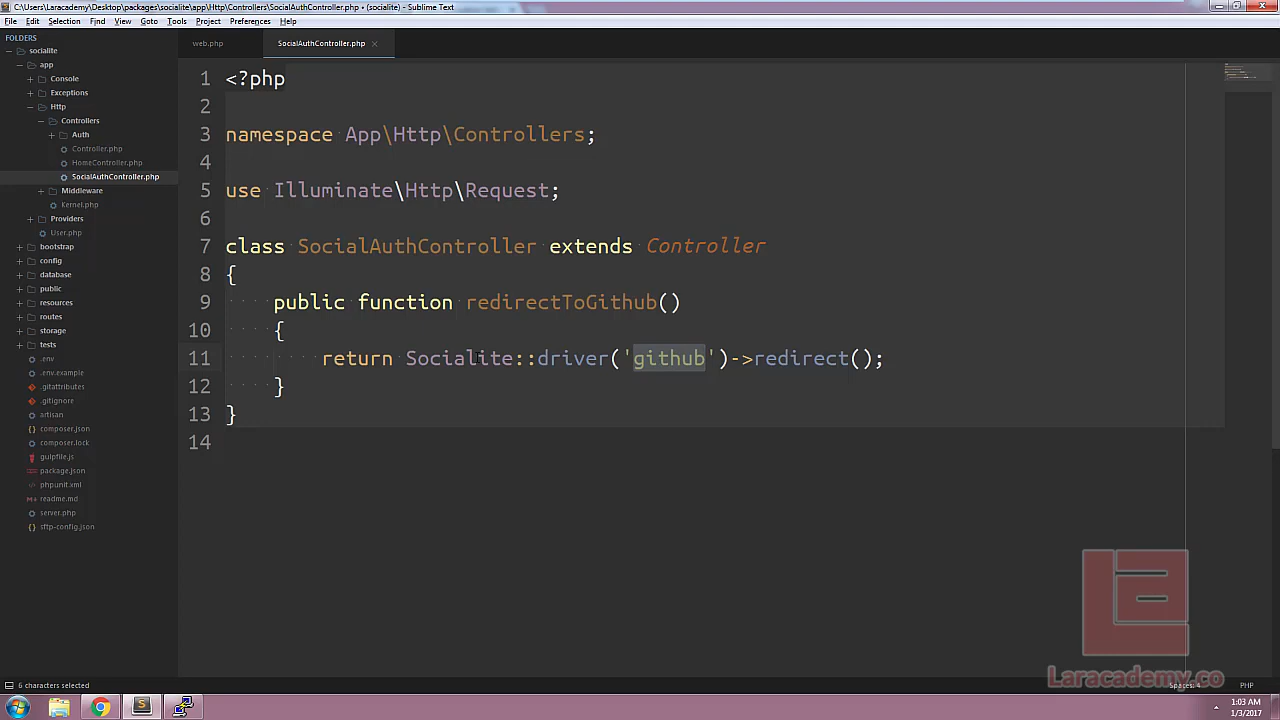 C:\Users\Laracademy\Desktop\packages\socialite\app\Http\Controllers\SocialAuthController.php • (socialite) - Sublime Text
File Edit Selection Find View Goto Tools Project Preferences Help
FOLDERS
socialite
app
Console
Exceptions
Http
Controllers
Auth
Controller.php
HomeController.php
SocialAuthController.php
Middleware
Kernel.php
Providers
User.php
bootstrap
config
database
public
resources
routes
storage
tests
.env
.env.example
.gitattributes
.gitignore
artisan
composer.json
composer.lock
gulpfile.js
package.json
phpunit.xml
readme.md
server.php
sftp-config.json
web.php SocialAuthController.php
1 <?php
2
3 namespace App\Http\Controllers;
4
5 use Illuminate\Http\Request;
6
7 class SocialAuthController extends Controller
8 {
9 public function redirectToGithub()
10 {
11 return Socialite::driver('github')->redirect();
12 }
13 }
14
Laracademy.co
6 characters selected Spaces: 4 PHP
1:03 AM
1/3/2017